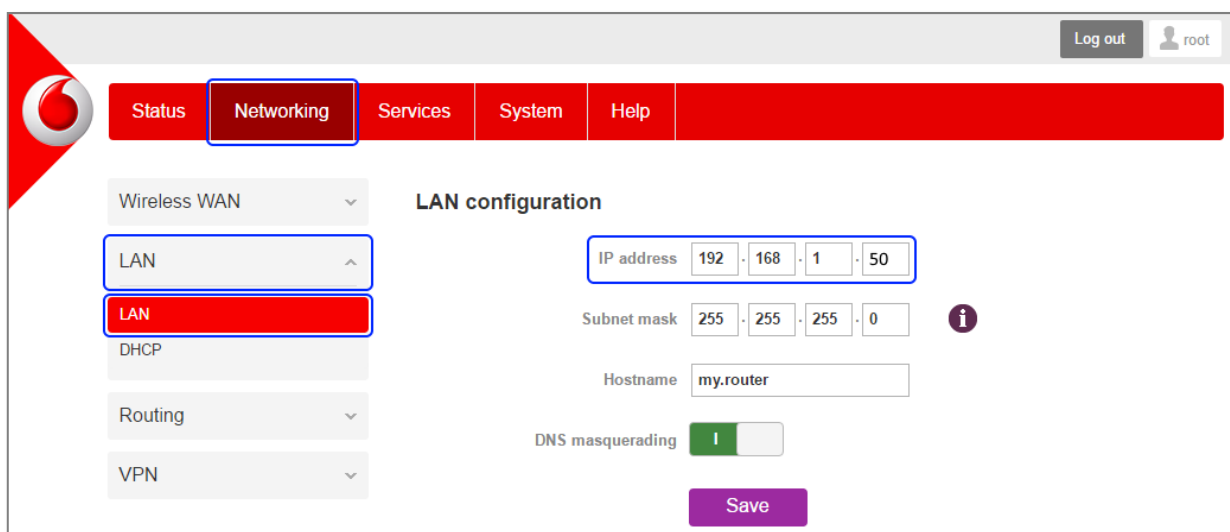 Log out root
Status Networking Services System Help
Wireless WAN
LAN configuration
LAN
IP address 192 . 168 . 1 . 50
LAN
Subnet mask 255 . 255 . 255 . 0 i
DHCP
Hostname my.router
Routing
DNS masquerading I
VPN
Save